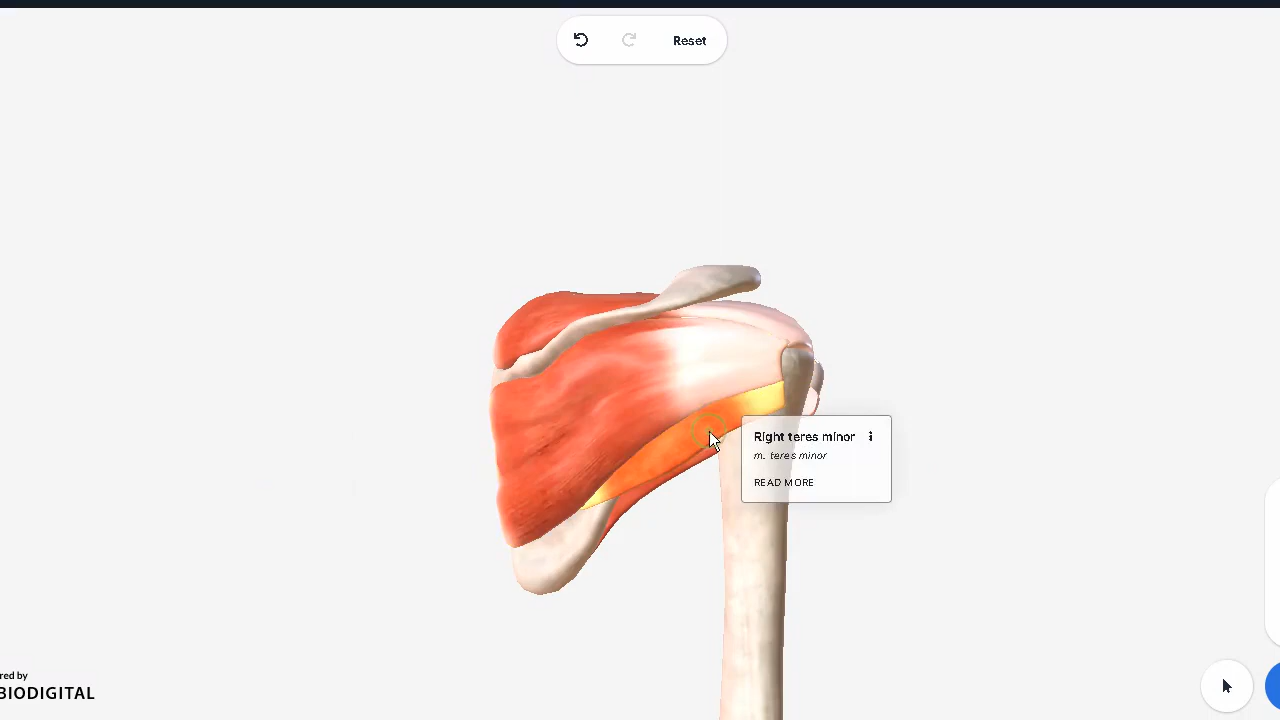 Reset
Right teres minor
m. teres minor
READ MORE
red by
BIODIGITAL